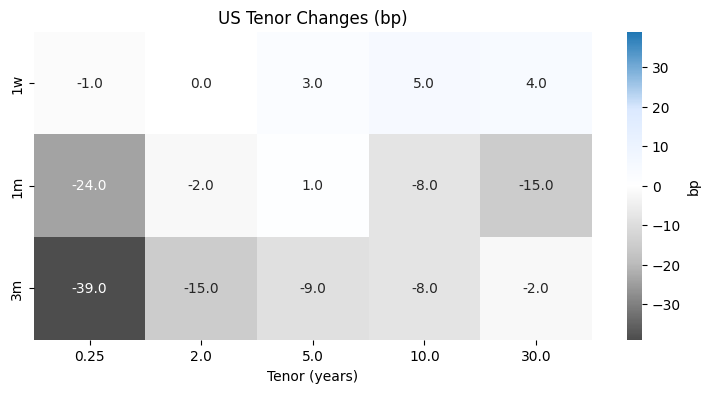 US Tenor Changes (bp)
1w
-1.0 0.0 3.0 5.0 4.0
1m
-24.0 -2.0 1.0 -8.0 -15.0
3m
-39.0 -15.0 -9.0 -8.0 -2.0
0.25 2.0 5.0 10.0 30.0
Tenor (years)
30
20
10
0
−10
−20
−30
bp